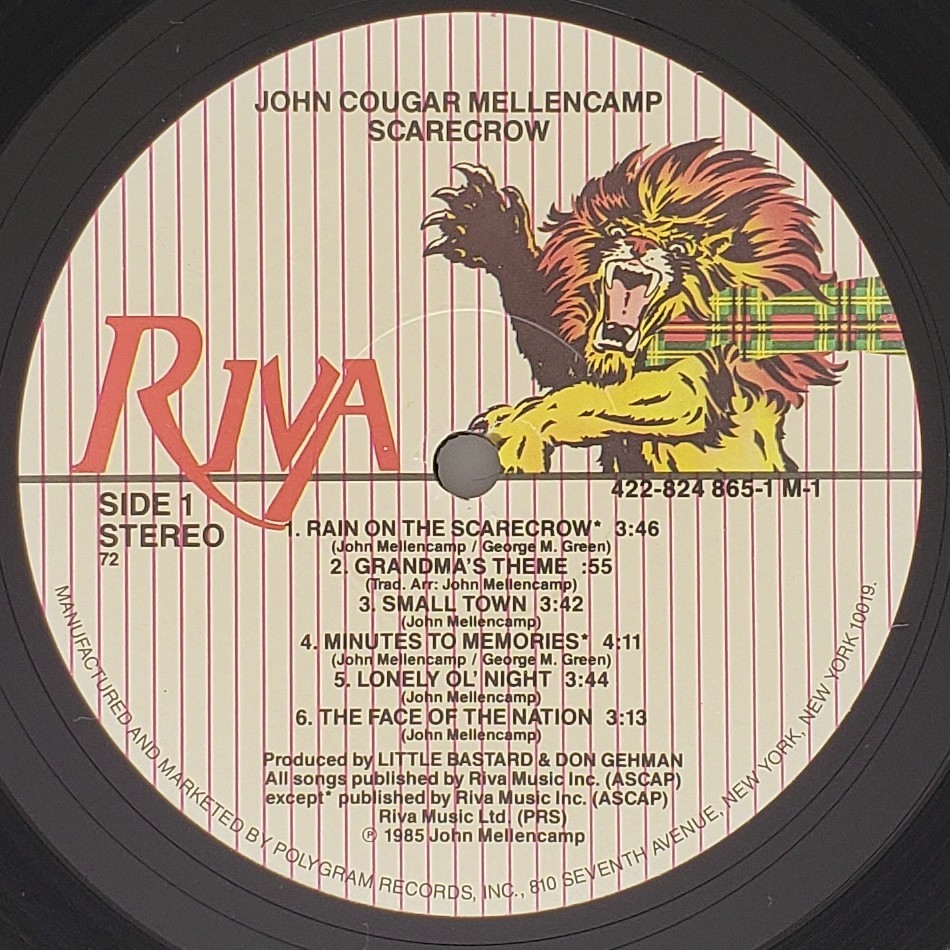 JOHN COUGAR MELLENCAMP
SCARECROW
RIVA
422-824 865-1 M-1
SIDE 1
STEREO
72
1. RAIN ON THE SCARECROW* 3:46
(John Mellencamp / George M. Green)
2. GRANDMA'S THEME :55
(Trad. Arr: John Mellencamp)
3. SMALL TOWN 3:42
(John Mellencamp)
4. MINUTES TO MEMORIES* 4:11
(John Mellencamp / George M. Green)
5. LONELY OL' NIGHT 3:44
(John Mellencamp)
6. THE FACE OF THE NATION 3:13
(John Mellencamp)
Produced by LITTLE BASTARD & DON GEHMAN
All songs published by Riva Music Inc. (ASCAP)
except* published by Riva Music Inc. (ASCAP)
Riva Music Ltd. (PRS)
℗ 1985 John Mellencamp
MANUFACTURED AND MARKETED BY POLYGRAM RECORDS, INC., 810 SEVENTH AVENUE, NEW YORK, NEW YORK 10019.